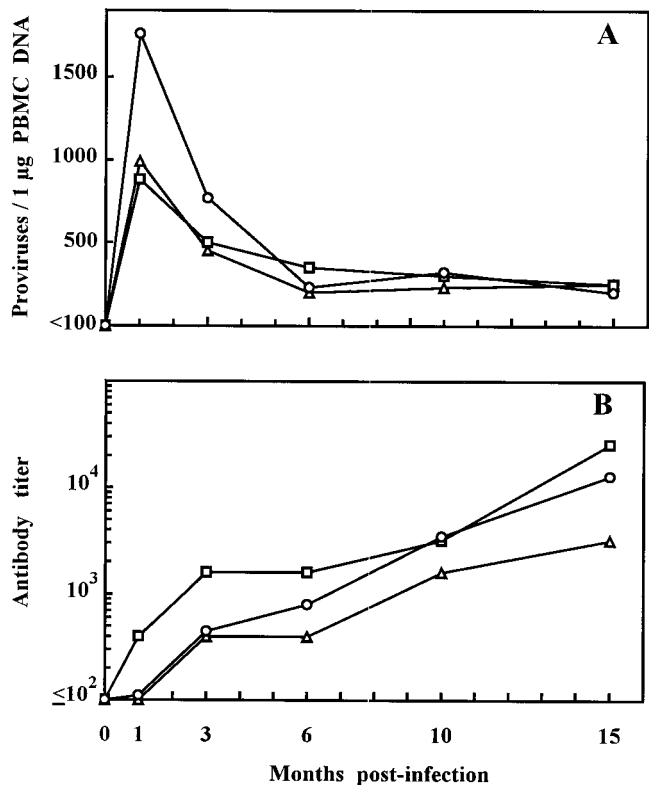 A
Proviruses / 1 µg PBMC DNA
1500
1000
500
<100
B
Antibody titer
10⁴
10³
≤10²
0 1 3 6 10 15
Months post-infection